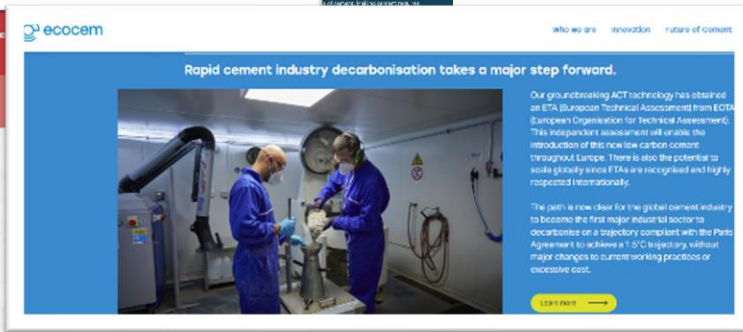 of cement. Making cement requires
ecocem
Who we are Innovation Future of Cement
Rapid cement industry decarbonisation takes a major step forward.
Our groundbreaking ACT technology has obtained
an ETA (European Technical Assessment) from EOTA
(European Organisation for Technical Assessment).
This independent assessment will enable the
introduction of this new low carbon cement
throughout Europe. There is also the potential to
scale globally since ETAs are recognised and highly
respected internationally.
The path is now clear for the global cement industry
to become the first major industrial sector to
decarbonise on a trajectory compliant with the Paris
Agreement to achieve a 1.5°C trajectory, without
major changes to current working practices or
excessive cost.
Learn more